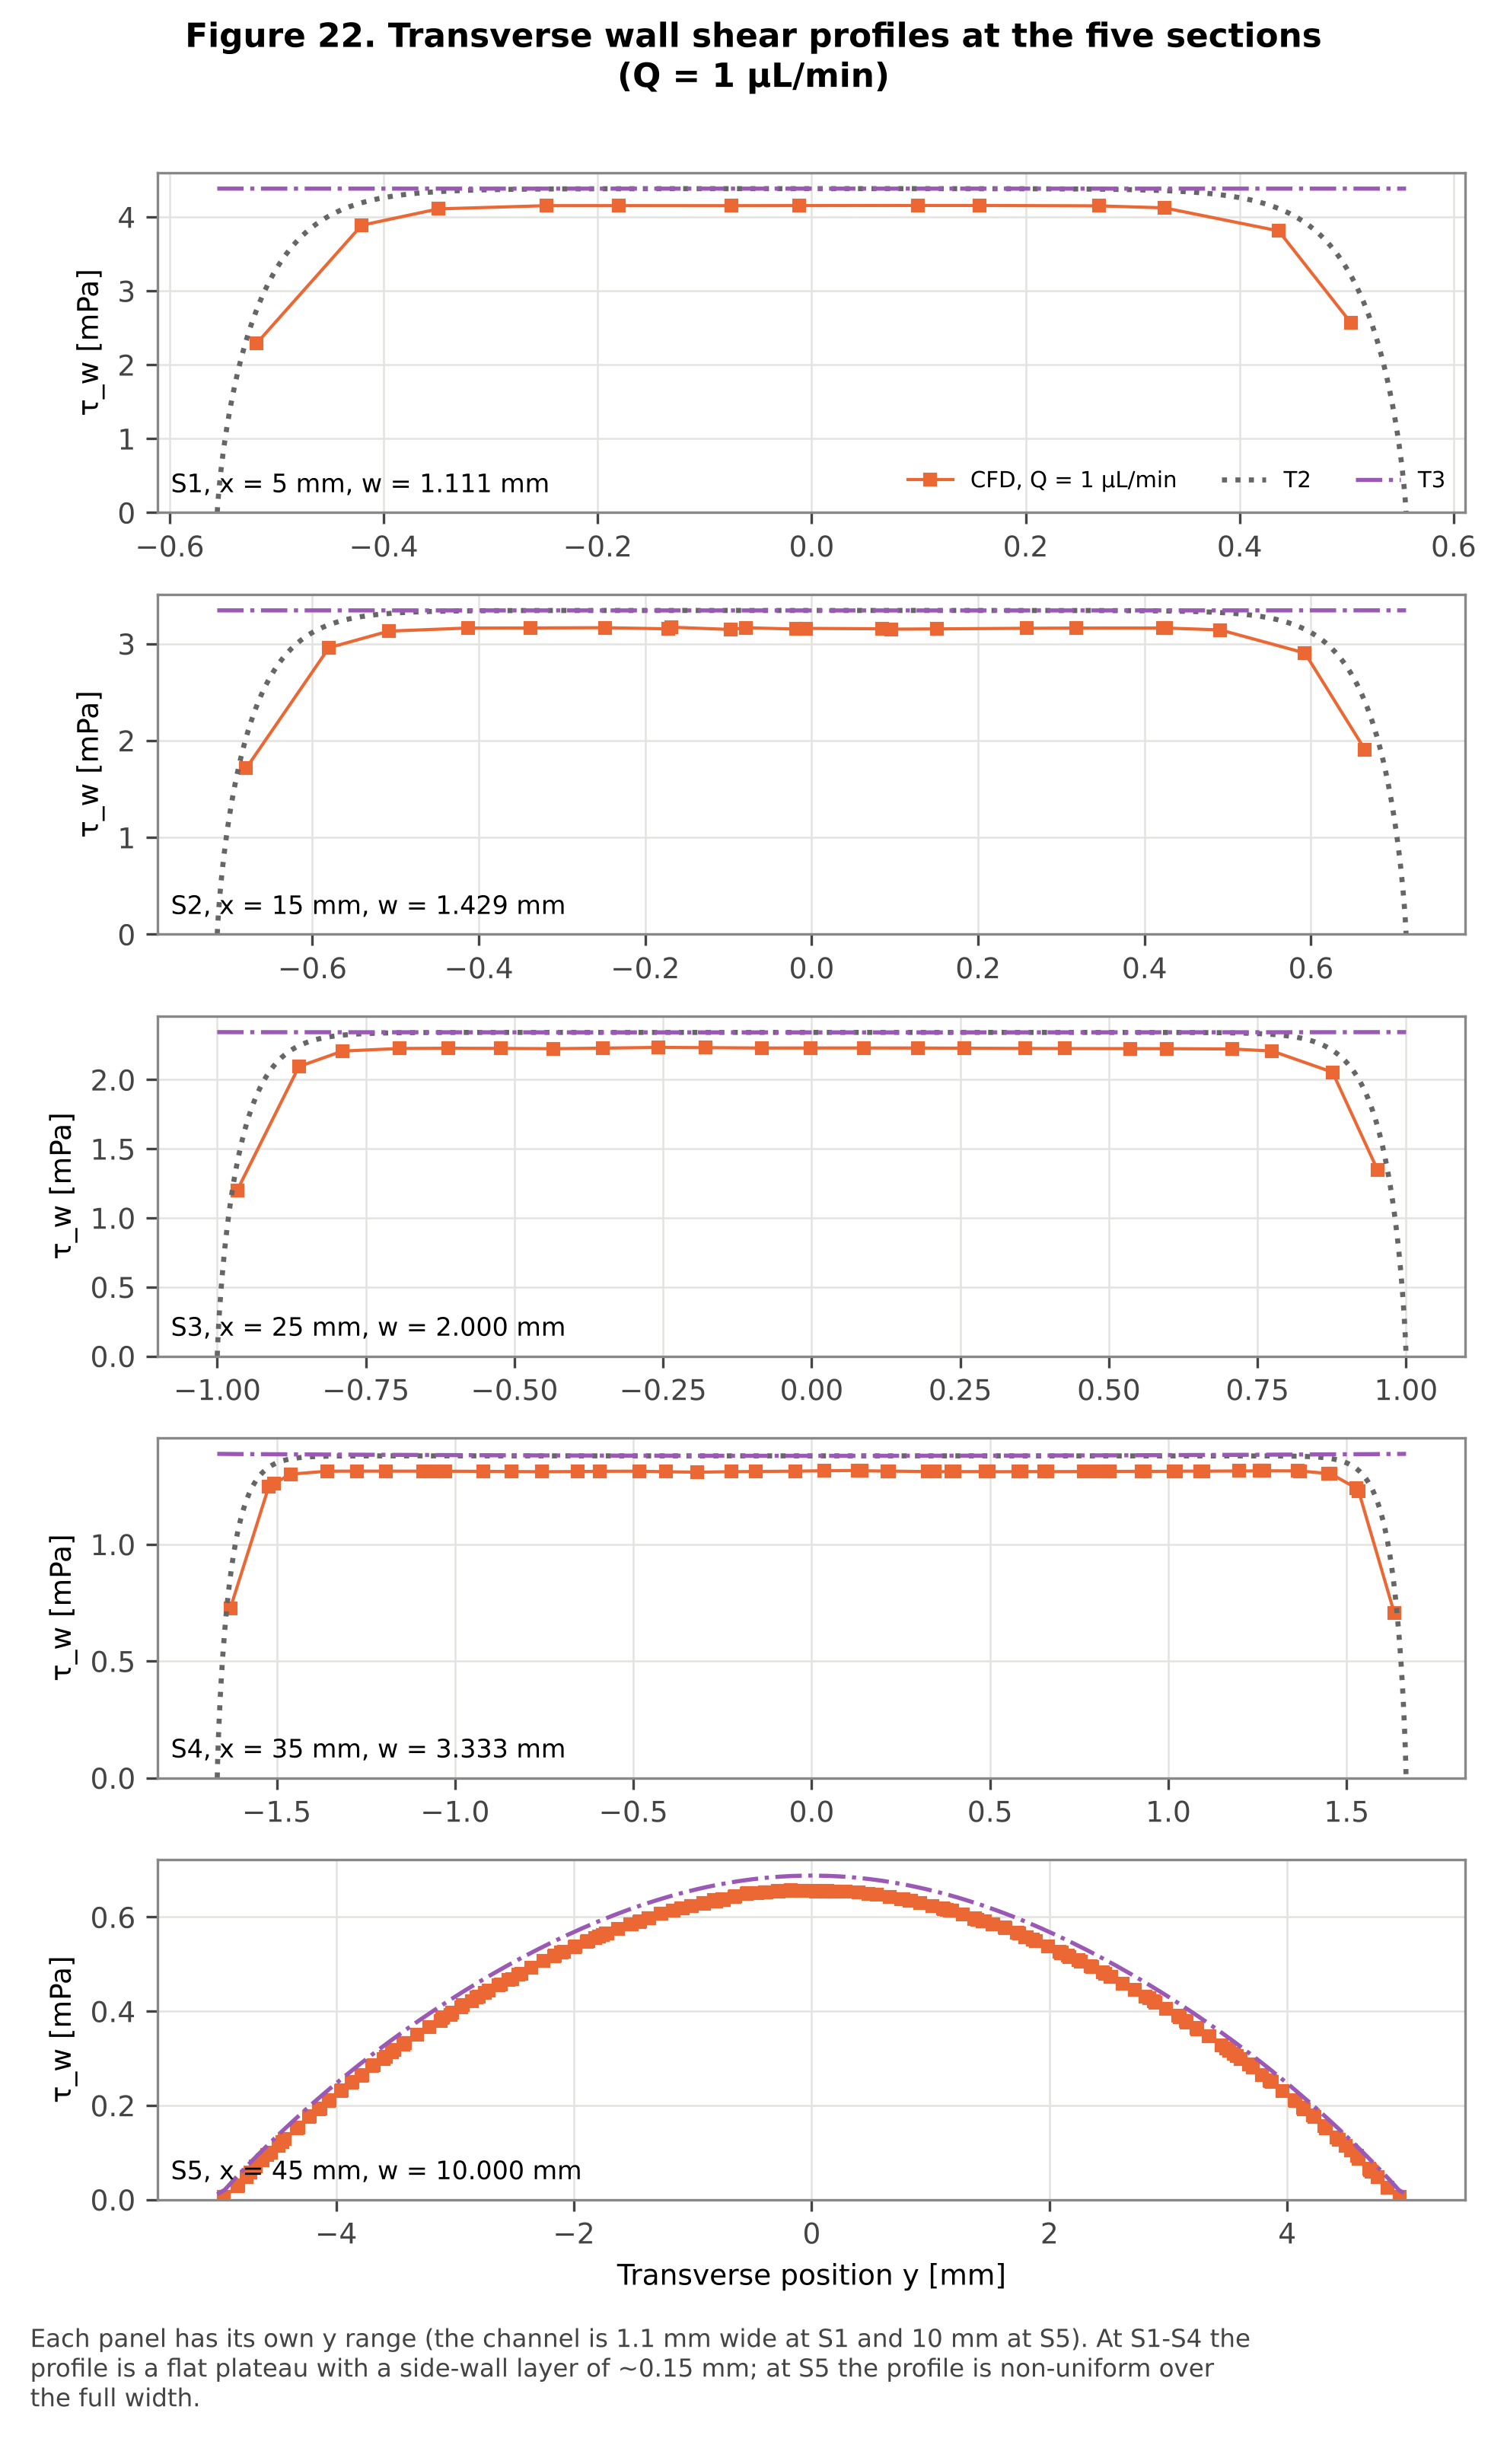 Figure 22. Transverse wall shear profiles at the five sections
(Q = 1 µL/min)
τ_w [mPa]
4
3
2
1
0
S1, x = 5 mm, w = 1.111 mm
CFD, Q = 1 µL/min
T2
T3
−0.6 −0.4 −0.2 0.0 0.2 0.4 0.6
τ_w [mPa]
3
2
1
0
S2, x = 15 mm, w = 1.429 mm
−0.6 −0.4 −0.2 0.0 0.2 0.4 0.6
τ_w [mPa]
2.0
1.5
1.0
0.5
0.0
S3, x = 25 mm, w = 2.000 mm
−1.00 −0.75 −0.50 −0.25 0.00 0.25 0.50 0.75 1.00
τ_w [mPa]
1.0
0.5
0.0
S4, x = 35 mm, w = 3.333 mm
−1.5 −1.0 −0.5 0.0 0.5 1.0 1.5
τ_w [mPa]
0.6
0.4
0.2
0.0
S5, x = 45 mm, w = 10.000 mm
−4 −2 0 2 4
Transverse position y [mm]
Each panel has its own y range (the channel is 1.1 mm wide at S1 and 10 mm at S5). At S1-S4 the
profile is a flat plateau with a side-wall layer of ~0.15 mm; at S5 the profile is non-uniform over
the full width.